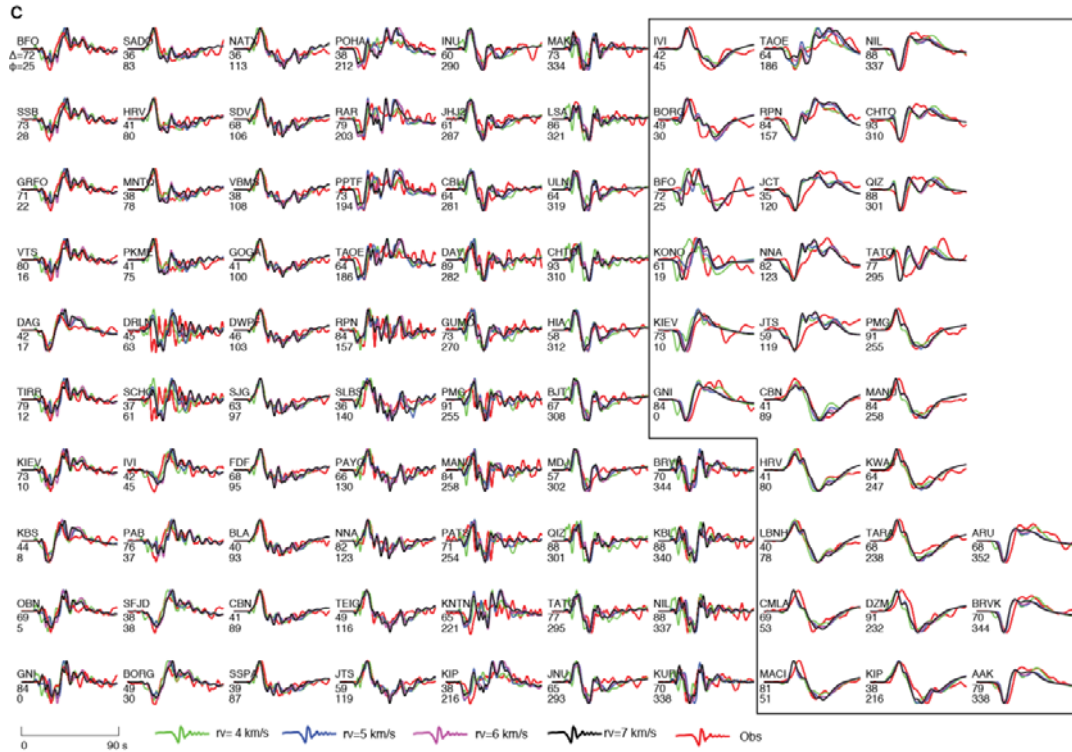 C
BFO
Δ=72
ϕ=25
SSB
73
28
GRFO
71
22
VTS
80
16
DAG
42
17
TIRR
79
12
KIEV
73
10
KBS
44
8
OBN
69
5
GNI
84
0
SADO
36
83
HRV
41
80
MNTQ
38
78
PKME
41
75
DRLN
45
63
SCHQ
37
61
IVI
42
45
PAB
76
37
SFJD
38
38
BORG
49
30
NATX
36
113
SDV
68
106
VBMS
38
108
GOGA
41
100
DWPF
46
103
SJG
63
97
FDF
68
95
BLA
40
93
CBN
41
89
SSPA
39
87
POHA
38
212
RAR
79
203
PPTF
73
194
TAOE
64
186
RPN
84
157
SLBS
36
140
PAYG
66
130
NNA
82
123
TEIG
49
116
JTS
59
119
INU
60
290
JHJ2
61
287
CBIJ
64
281
DAV
89
282
GUMO
73
270
PMG
91
255
MANU
84
258
PATS
71
254
KNTN
65
221
KIP
38
216
MAK
73
334
LSA
86
321
ULN
64
319
CHTO
93
310
HIA
58
312
BJT
67
308
MDJ
57
302
QIZ
88
301
TATO
77
295
JNU
65
293
IVI
42
45
BORG
49
30
BFO
72
25
KONO
61
19
KIEV
73
10
GNI
84
0
BRVK
70
344
KBL
88
340
NIL
88
337
KUR
70
338
TAOE
64
186
RPN
84
157
JCT
35
120
NNA
82
123
JTS
59
119
CBN
41
89
HRV
41
80
LBNH
40
78
CMLA
69
53
MACI
81
51
NIL
88
337
CHTO
93
310
QIZ
88
301
TATO
77
295
PMG
91
255
MANU
84
258
KWA
64
247
TARA
68
238
DZM
91
232
KIP
38
216
ARU
68
352
BRVK
70
344
AAK
79
338
0 90 s
rv= 4 km/s rv=5 km/s rv=6 km/s rv=7 km/s Obs